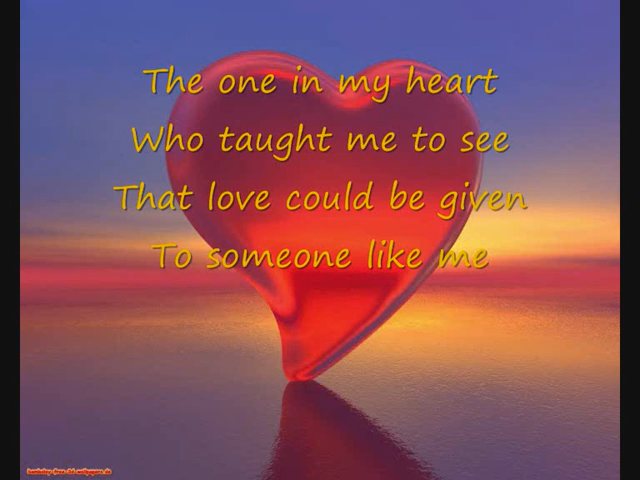 The one in my heart
Who taught me to see
That love could be given
To someone like me